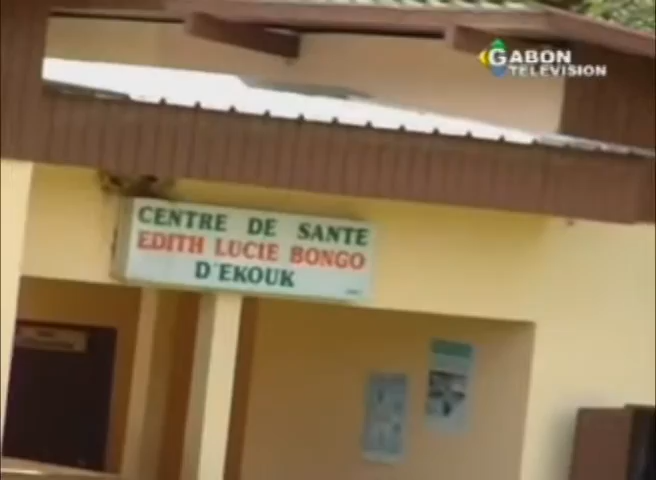 GABON
TELEVISION
CENTRE DE SANTE
EDITH LUCIE BONGO
D'EKOUK